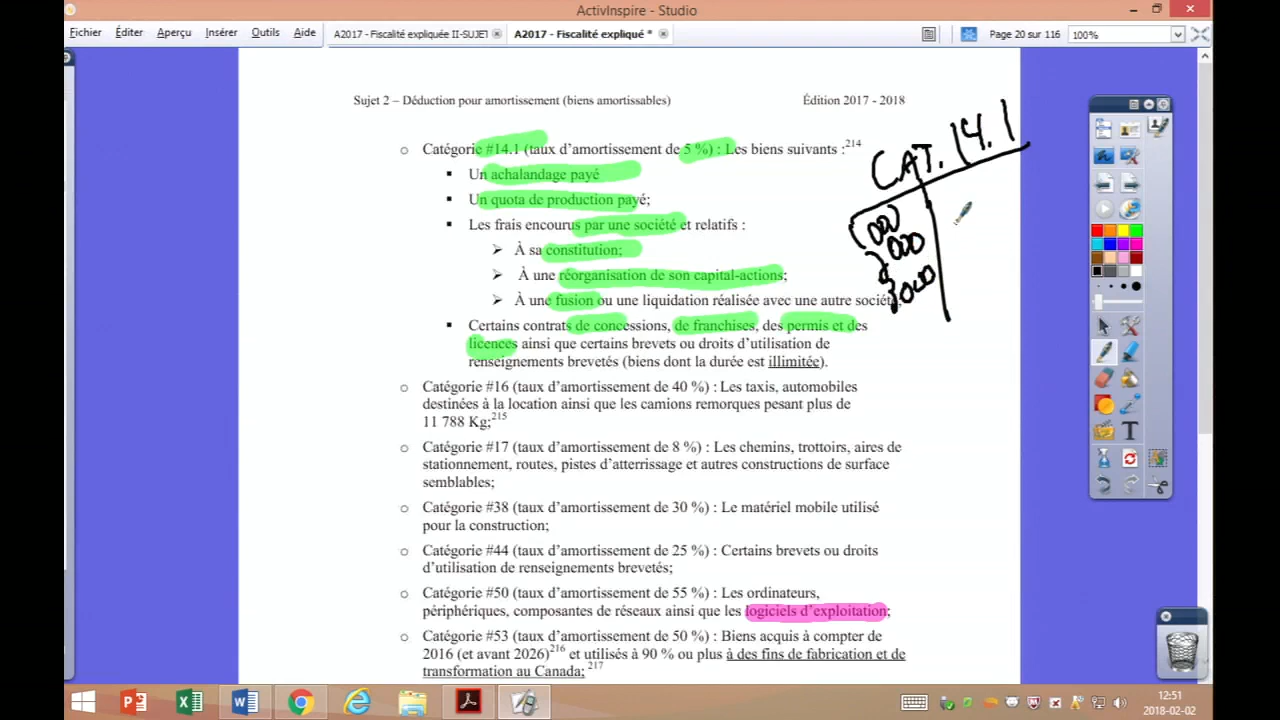 ActivInspire - Studio
Fichier Éditer Aperçu Insérer Outils Aide
A2017 - Fiscalité expliquée II-SUJET
A2017 - Fiscalité expliqué *
Page 20 sur 116
100%
Sujet 2 – Déduction pour amortissement (biens amortissables) Édition 2017 - 2018
CAT. 14.1
o Catégorie #14.1 (taux d’amortissement de 5 %) : Les biens suivants :214
▪ Un achalandage payé
▪ Un quota de production payé;
▪ Les frais encourus par une société et relatifs :
➢ À sa constitution;
➢ À une réorganisation de son capital-actions;
➢ À une fusion ou une liquidation réalisée avec une autre société;
▪ Certains contrats de concessions, de franchises, des permis et des
licences ainsi que certains brevets ou droits d’utilisation de
renseignements brevetés (biens dont la durée est illimitée).
o Catégorie #16 (taux d’amortissement de 40 %) : Les taxis, automobiles
destinées à la location ainsi que les camions remorques pesant plus de
11 788 Kg;215
o Catégorie #17 (taux d’amortissement de 8 %) : Les chemins, trottoirs, aires de
stationnement, routes, pistes d’atterrissage et autres constructions de surface
semblables;
o Catégorie #38 (taux d’amortissement de 30 %) : Le matériel mobile utilisé
pour la construction;
o Catégorie #44 (taux d’amortissement de 25 %) : Certains brevets ou droits
d’utilisation de renseignements brevetés;
o Catégorie #50 (taux d’amortissement de 55 %) : Les ordinateurs,
périphériques, composantes de réseaux ainsi que les logiciels d’exploitation;
o Catégorie #53 (taux d’amortissement de 50 %) : Biens acquis à compter de
2016 (et avant 2026)216 et utilisés à 90 % ou plus à des fins de fabrication et de
transformation au Canada; 217
12:51
2018-02-02